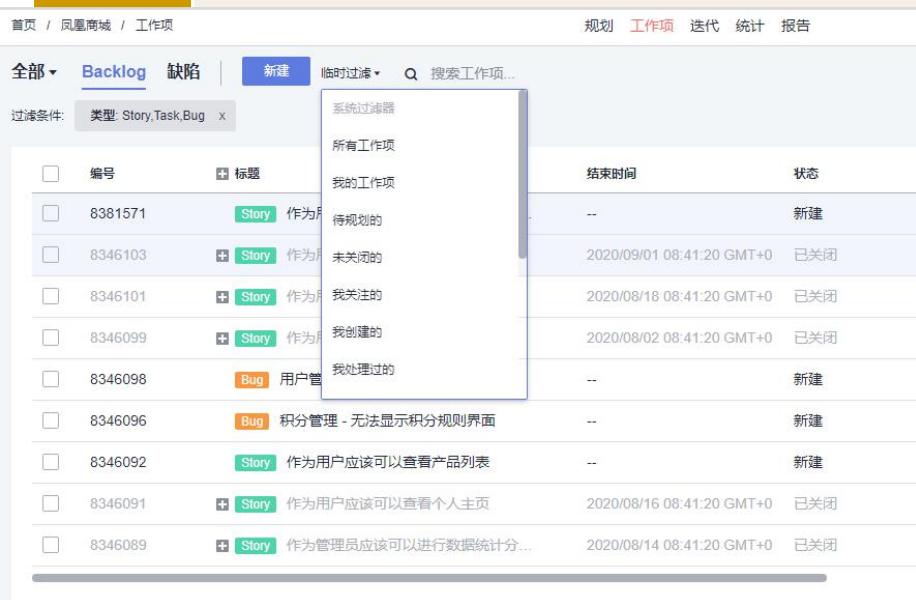 首页 / 凤凰商城 / 工作项
规划 工作项 迭代 统计 报告
全部 Backlog 缺陷 新建 临时过滤 搜索工作项...
过滤条件: 类型: Story,Task,Bug x
系统过滤器
所有工作项
我的工作项
待规划的
未关闭的
我关注的
我创建的
我处理过的
编号 标题 结束时间 状态
8381571 Story 作为 -- 新建
8346103 Story 作为 2020/09/01 08:41:20 GMT+0 已关闭
8346101 Story 作为 2020/08/18 08:41:20 GMT+0 已关闭
8346099 Story 作为 2020/08/02 08:41:20 GMT+0 已关闭
8346098 Bug 用户管 -- 新建
8346096 Bug 积分管理 - 无法显示积分规则界面 -- 新建
8346092 Story 作为用户应该可以查看产品列表 -- 新建
8346091 Story 作为用户应该可以查看个人主页 2020/08/16 08:41:20 GMT+0 已关闭
8346089 Story 作为管理员应该可以进行数据统计分... 2020/08/14 08:41:20 GMT+0 已关闭